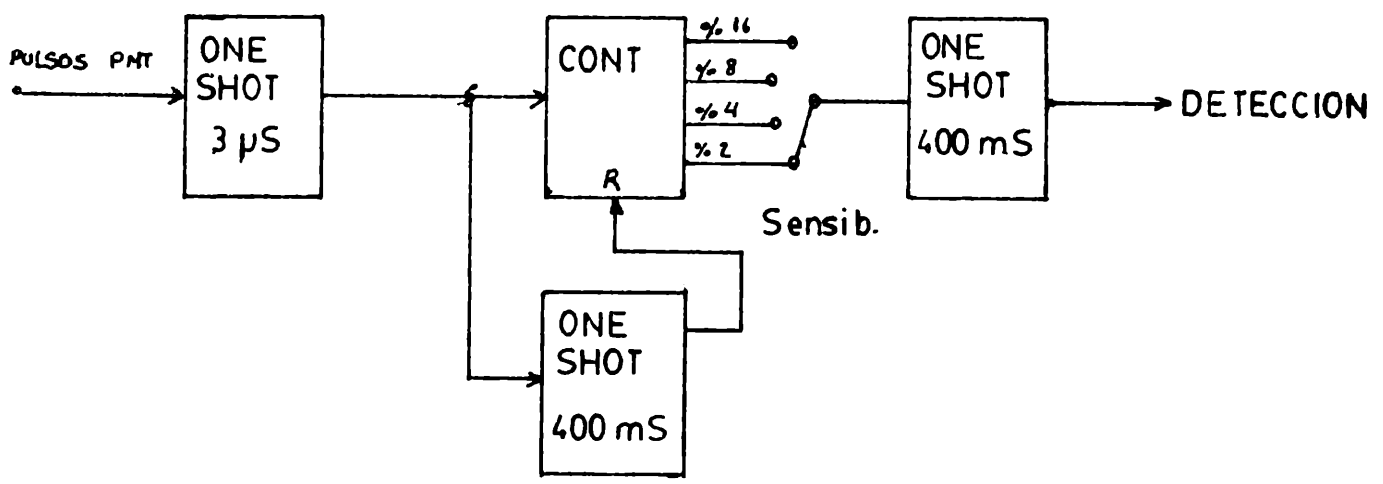 PULSOS PMT
ONE
SHOT
3 µS
CONT
R
% 16
% 8
% 4
% 2
Sensib.
ONE
SHOT
400 mS
DETECCION
ONE
SHOT
400 mS